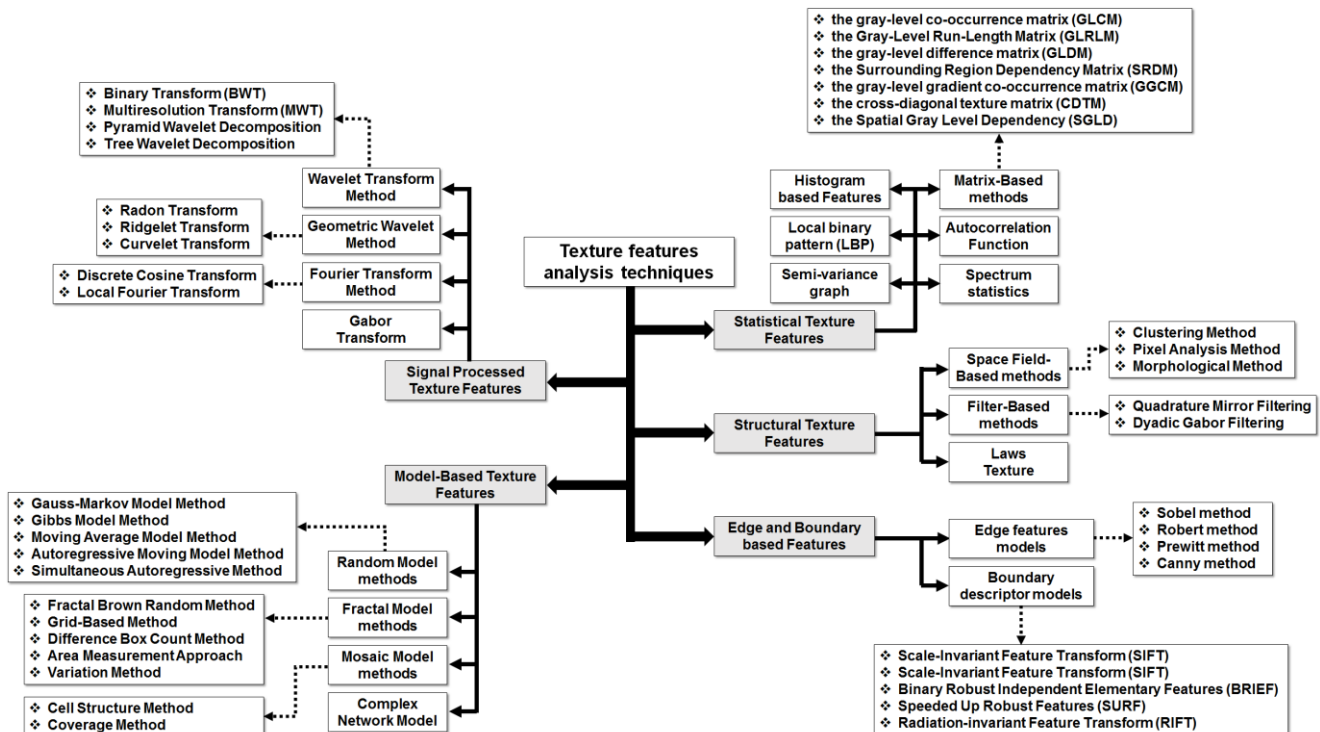 Texture features
analysis techniques
❖ Binary Transform (BWT)
❖ Multiresolution Transform (MWT)
❖ Pyramid Wavelet Decomposition
❖ Tree Wavelet Decomposition
Wavelet Transform
Method
❖ Radon Transform
❖ Ridgelet Transform
❖ Curvelet Transform
Geometric Wavelet
Method
❖ Discrete Cosine Transform
❖ Local Fourier Transform
Fourier Transform
Method
Gabor
Transform
Signal Processed
Texture Features
❖ the gray-level co-occurrence matrix (GLCM)
❖ the Gray-Level Run-Length Matrix (GLRLM)
❖ the gray-level difference matrix (GLDM)
❖ the Surrounding Region Dependency Matrix (SRDM)
❖ the gray-level gradient co-occurrence matrix (GGCM)
❖ the cross-diagonal texture matrix (CDTM)
❖ the Spatial Gray Level Dependency (SGLD)
Histogram
based Features
Matrix-Based
methods
Local binary
pattern (LBP)
Autocorrelation
Function
Semi-variance
graph
Spectrum
statistics
Statistical Texture
Features
Structural Texture
Features
Space Field-
Based methods
❖ Clustering Method
❖ Pixel Analysis Method
❖ Morphological Method
Filter-Based
methods
❖ Quadrature Mirror Filtering
❖ Dyadic Gabor Filtering
Laws
Texture
Model-Based Texture
Features
❖ Gauss-Markov Model Method
❖ Gibbs Model Method
❖ Moving Average Model Method
❖ Autoregressive Moving Model Method
❖ Simultaneous Autoregressive Method
Random Model
methods
❖ Fractal Brown Random Method
❖ Grid-Based Method
❖ Difference Box Count Method
❖ Area Measurement Approach
❖ Variation Method
Fractal Model
methods
Mosaic Model
methods
❖ Cell Structure Method
❖ Coverage Method
Complex
Network Model
Edge and Boundary
based Features
Edge features
models
❖ Sobel method
❖ Robert method
❖ Prewitt method
❖ Canny method
Boundary
descriptor models
❖ Scale-Invariant Feature Transform (SIFT)
❖ Scale-Invariant Feature Transform (SIFT)
❖ Binary Robust Independent Elementary Features (BRIEF)
❖ Speeded Up Robust Features (SURF)
❖ Radiation-invariant Feature Transform (RIFT)